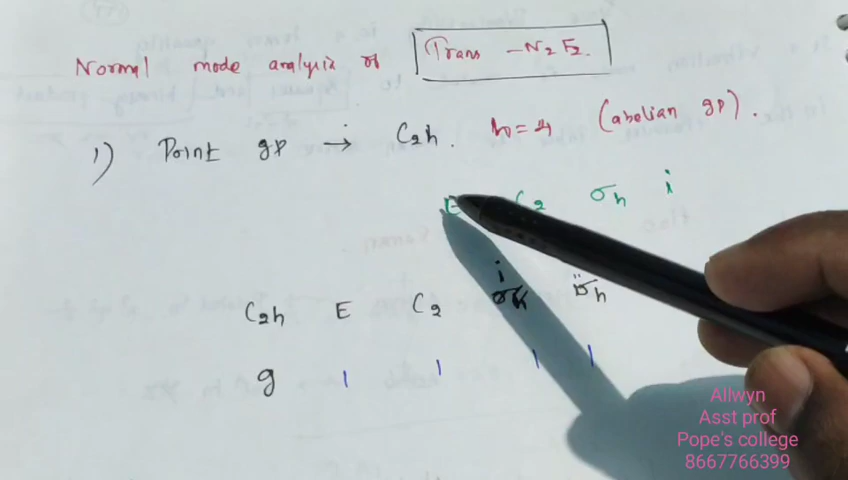 Normal mode analysis of Trans - N2F2.
1) Point gp → C2h. h=4 (abelian gp).
E C2 σh i
i
C2h E C2 σh
g 1 1 1 1
Allwyn
Asst prof
Pope's college
8667766399